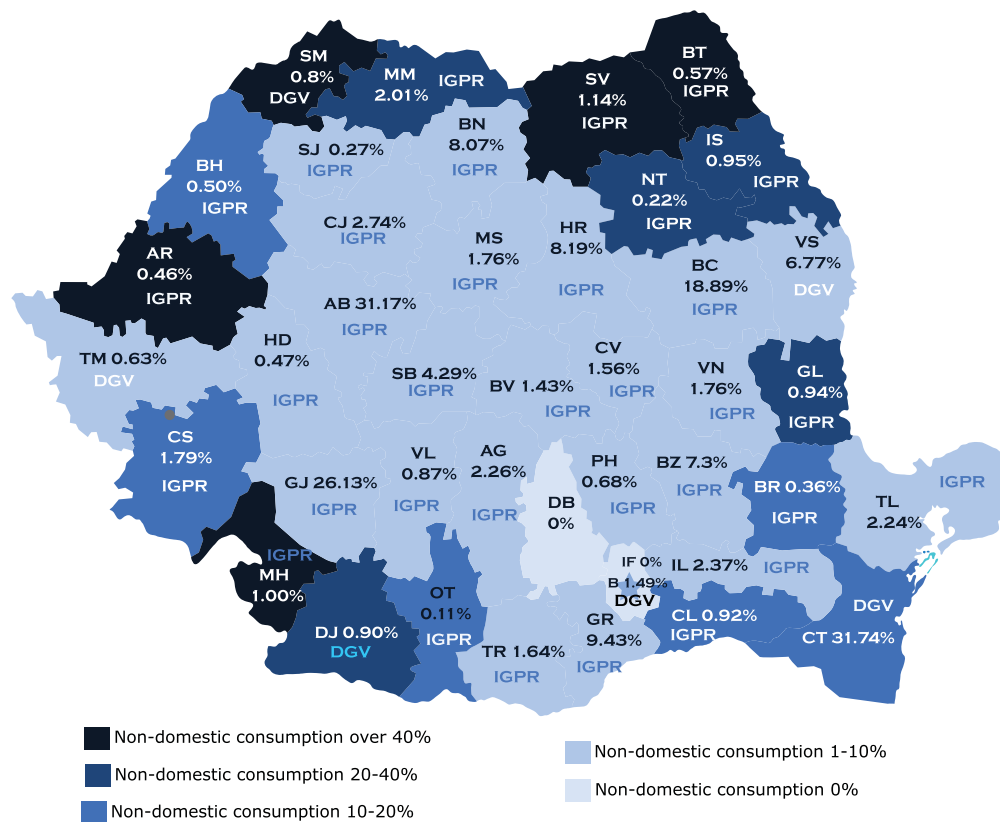 SM
0.8%
DGV
MM
2.01%
IGPR
SV
1.14%
IGPR
BT
0.57%
IGPR
IS
0.95%
IGPR
BH
0.50%
IGPR
SJ 0.27%
IGPR
BN
8.07%
IGPR
NT
0.22%
IGPR
CJ 2.74%
IGPR
MS
1.76%
IGPR
HR
8.19%
IGPR
BC
18.89%
IGPR
VS
6.77%
DGV
AR
0.46%
IGPR
AB 31.17%
IGPR
TM 0.63%
DGV
HD
0.47%
IGPR
SB 4.29%
IGPR
BV 1.43%
IGPR
CV
1.56%
IGPR
VN
1.76%
IGPR
GL
0.94%
IGPR
CS
1.79%
IGPR
GJ 26.13%
IGPR
VL
0.87%
IGPR
AG
2.26%
IGPR
DB
0%
PH
0.68%
IGPR
BZ 7.3%
IGPR
BR 0.36%
IGPR
TL
2.24%
IGPR
IGPR
MH
1.00%
DJ 0.90%
DGV
OT
0.11%
IGPR
TR 1.64%
IGPR
IF 0%
B 1.49%
DGV
GR
9.43%
IGPR
IL 2.37%
IGPR
CL 0.92%
IGPR
DGV
CT 31.74%
Non-domestic consumption over 40%
Non-domestic consumption 20-40%
Non-domestic consumption 10-20%
Non-domestic consumption 1-10%
Non-domestic consumption 0%